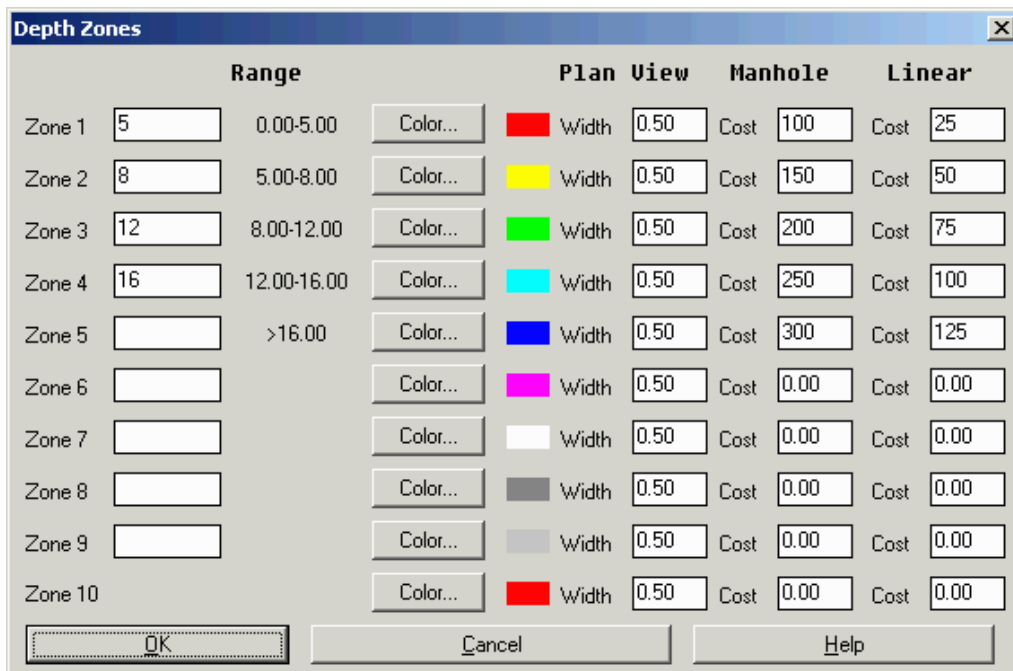 Depth Zones
Range Plan View Manhole Linear
Zone 1 5 0.00-5.00 Color... Width 0.50 Cost 100 Cost 25
Zone 2 8 5.00-8.00 Color... Width 0.50 Cost 150 Cost 50
Zone 3 12 8.00-12.00 Color... Width 0.50 Cost 200 Cost 75
Zone 4 16 12.00-16.00 Color... Width 0.50 Cost 250 Cost 100
Zone 5 >16.00 Color... Width 0.50 Cost 300 Cost 125
Zone 6 Color... Width 0.50 Cost 0.00 Cost 0.00
Zone 7 Color... Width 0.50 Cost 0.00 Cost 0.00
Zone 8 Color... Width 0.50 Cost 0.00 Cost 0.00
Zone 9 Color... Width 0.50 Cost 0.00 Cost 0.00
Zone 10 Color... Width 0.50 Cost 0.00 Cost 0.00
OK Cancel Help